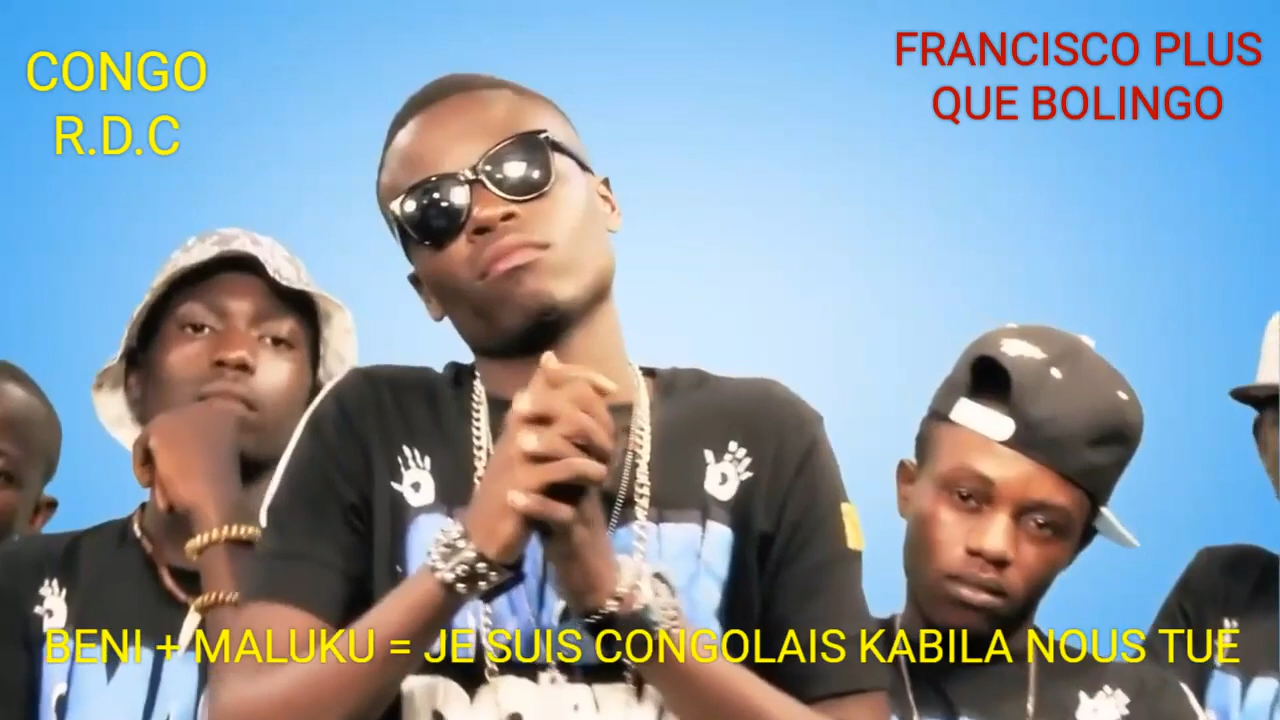 CONGO
R.D.C
FRANCISCO PLUS
QUE BOLINGO
BENI + MALUKU = JE SUIS CONGOLAIS KABILA NOUS TUE